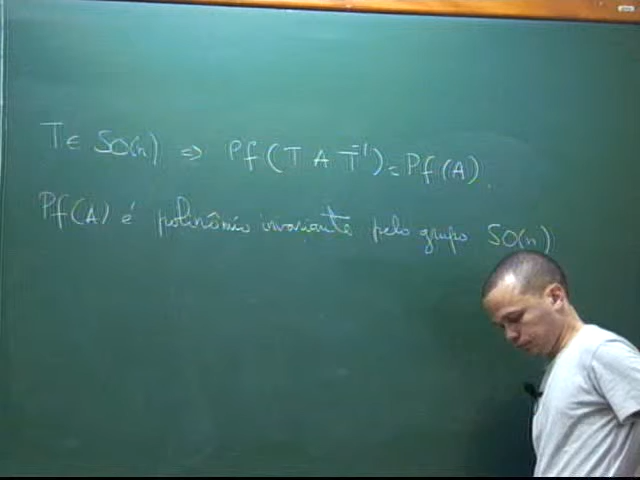 T ∈ SO(n) ⇒ Pf(T A T⁻¹) = Pf(A).
Pf(A) é polinômio invariante pelo grupo SO(n)